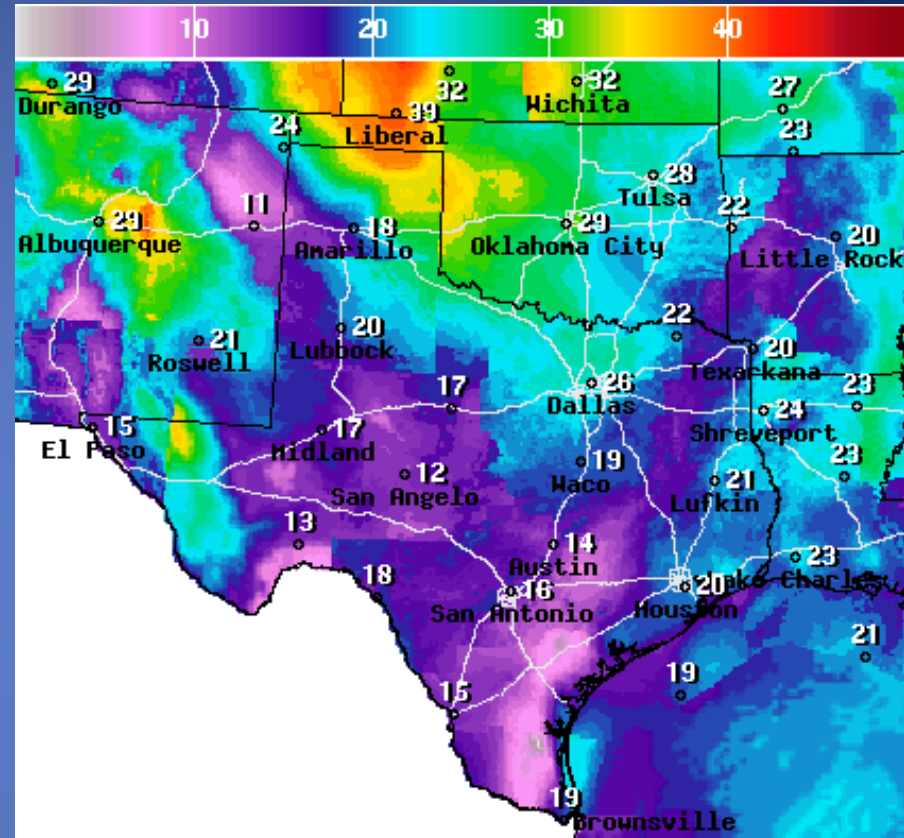 10 20 30 40
29 32 32 27
Durango Wichita
39
Liberal
24 23
28
Tulsa
11 18 29 22 20
29
Albuquerque Amarillo Oklahoma City Little Rock
21 20 22 20
Roswell Lubbock Texarkana
26
Dallas
17 24 23
Shreveport
15 17
El Paso Midland
19
Waco
12 21 23
San Angelo Lufkin
13 14 23
Austin
Lake Charles
18 16 20
San Antonio Houston
21
19
15
19
Brownsville